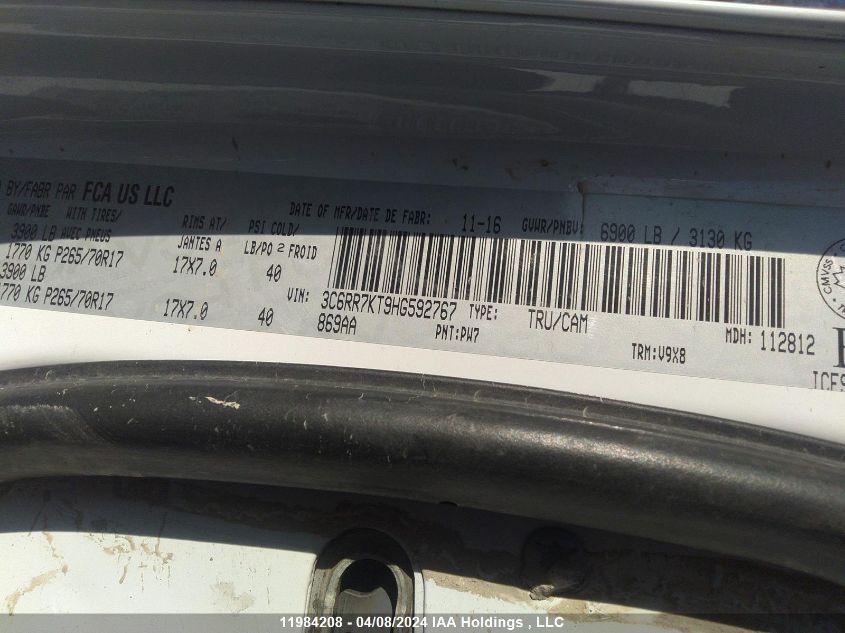 BY/FABR PAR FCA US LLC
DATE OF MFR/DATE DE FABR: 11-16 GVWR/PNBV: 6900 LB / 3130 KG
GAWR/PNBE WITH TIRES/ RIMS AT/ PSI COLD/
3900 LB AVEC PNEUS JANTES A LB/PO 2 FROID
1770 KG P265/70R17 17X7.0 40
3900 LB
1770 KG P265/70R17 17X7.0 40
VIN: 3C6RR7KT9HG592767 TYPE: TRU/CAM MDH: 112812
869AA PNT:PW7 TRM:V9X8
CMVSS
11984208 - 04/08/2024 IAA Holdings , LLC